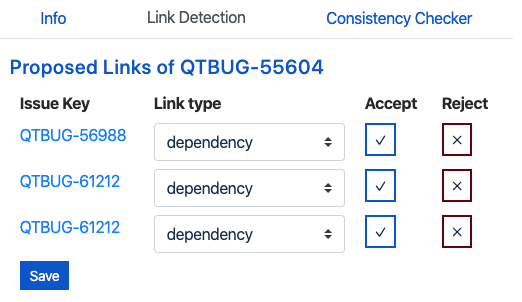 Info Link Detection Consistency Checker
Proposed Links of QTBUG-55604
Issue Key Link type Accept Reject
QTBUG-56988 dependency ✓ ×
QTBUG-61212 dependency ✓ ×
QTBUG-61212 dependency ✓ ×
Save